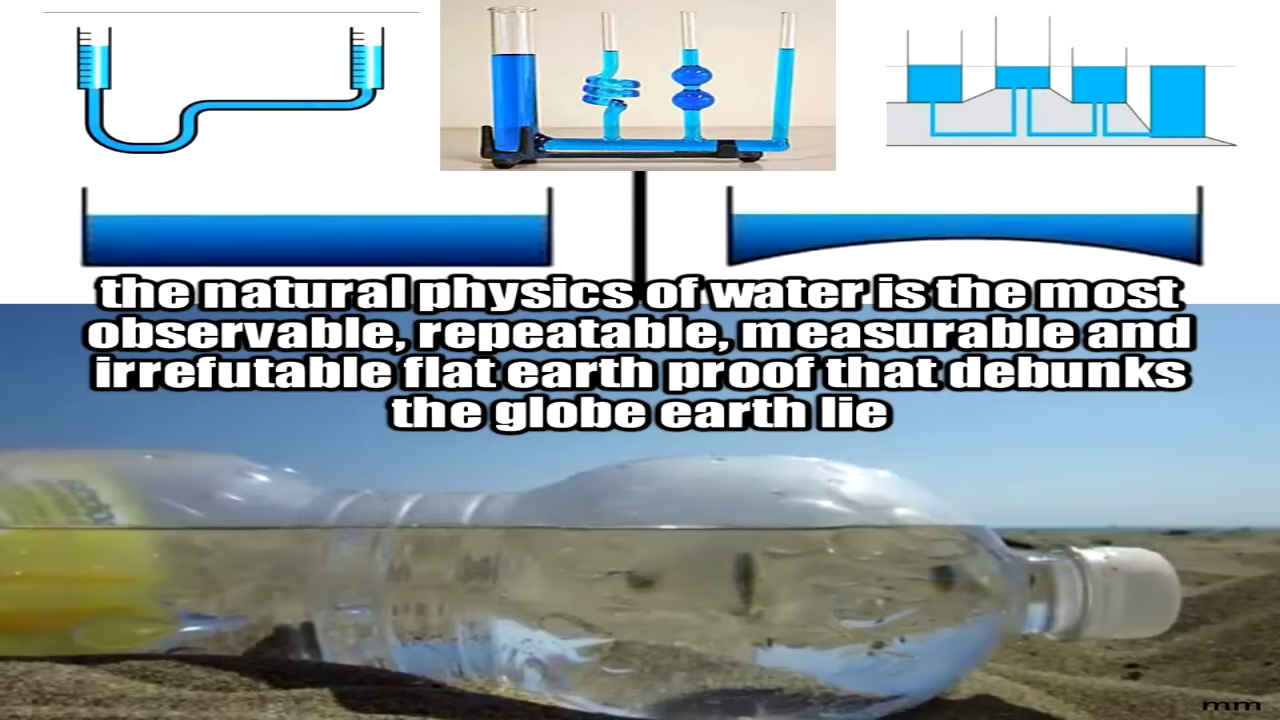 the natural physics of water is the most
observable, repeatable, measurable and
irrefutable flat earth proof that debunks
the globe earth lie
mm